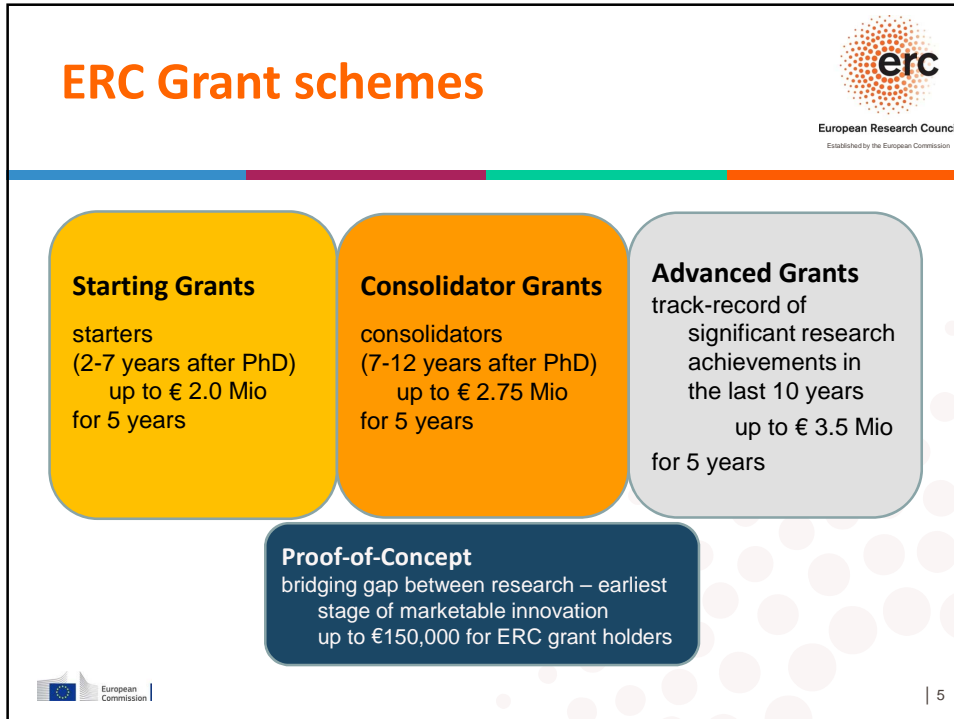 ERC Grant schemes
erc
European Research Counc
Established by the European Commission
Starting Grants
starters
(2-7 years after PhD)
up to € 2.0 Mio
for 5 years
Consolidator Grants
consolidators
(7-12 years after PhD)
up to € 2.75 Mio
for 5 years
Advanced Grants
track-record of
significant research
achievements in
the last 10 years
up to € 3.5 Mio
for 5 years
Proof-of-Concept
bridging gap between research – earliest
stage of marketable innovation
up to €150,000 for ERC grant holders
European
Commission
| 5